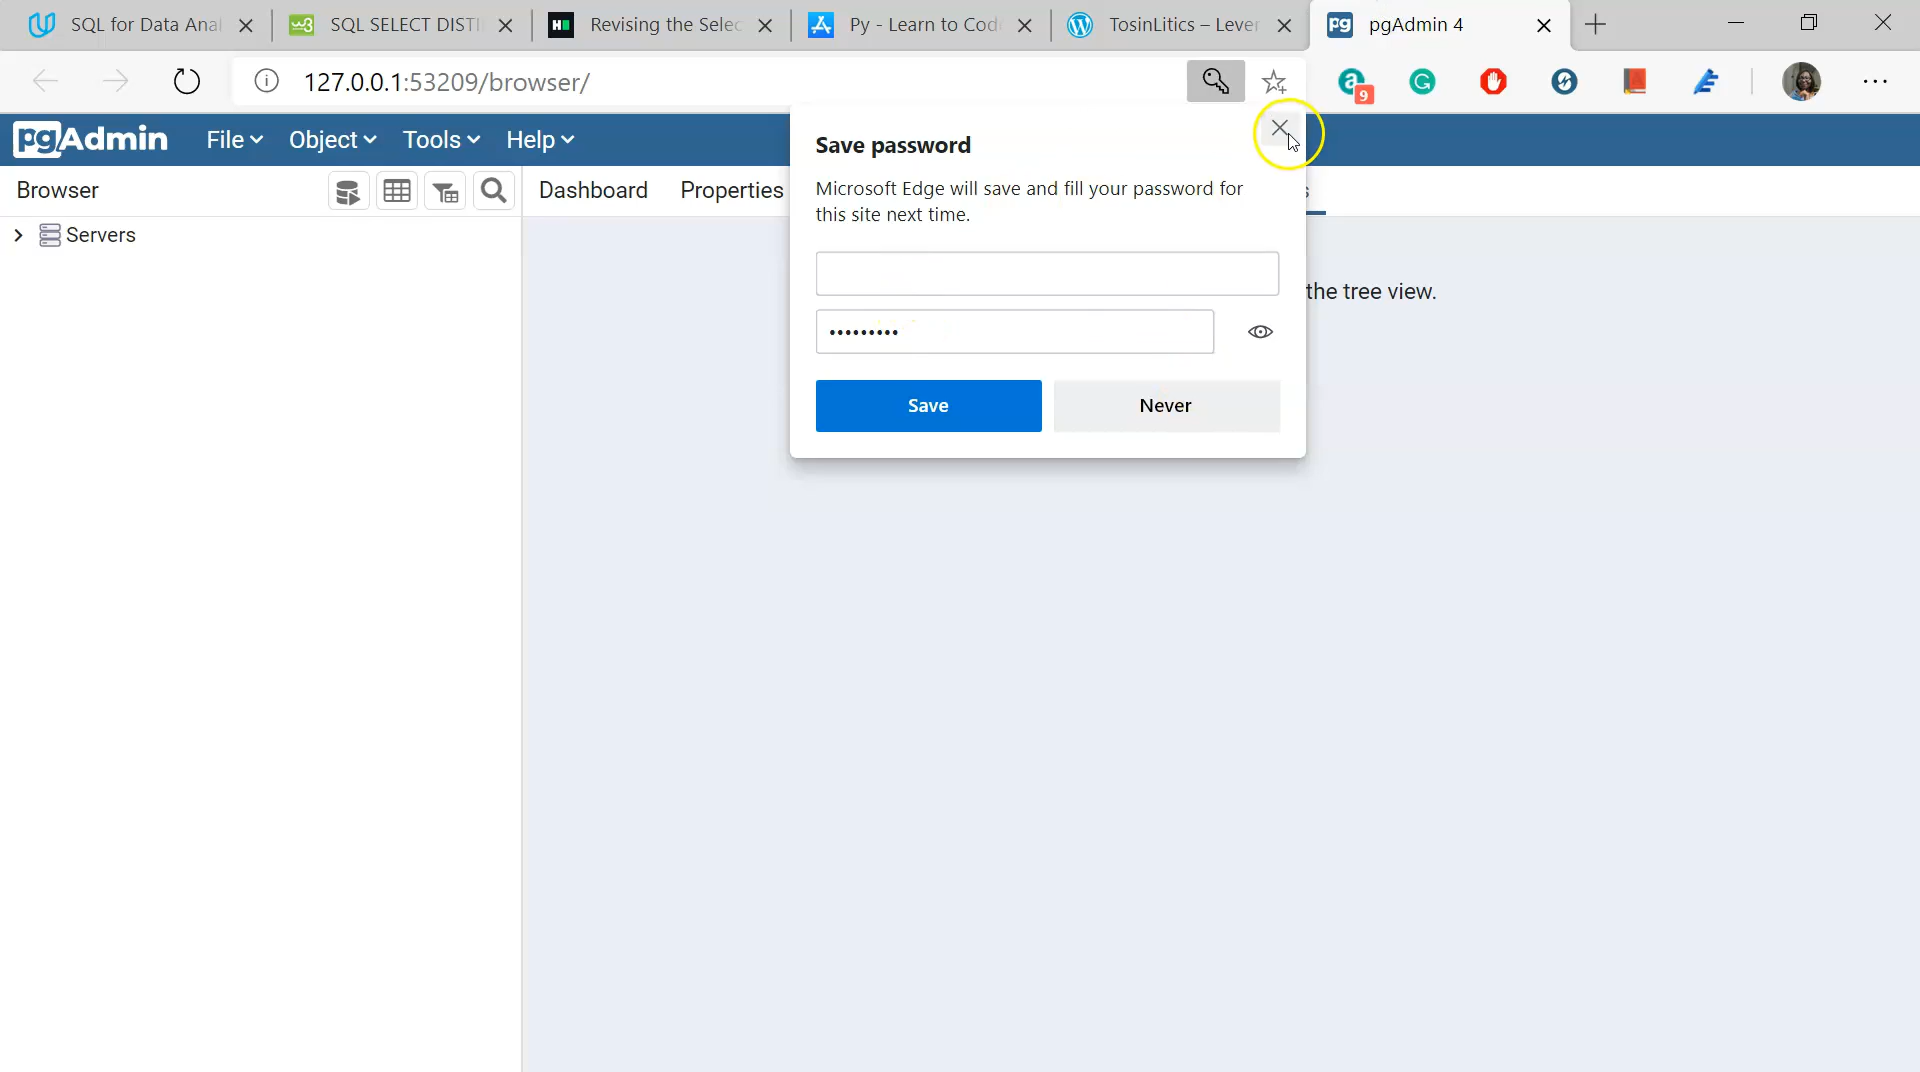 SQL for Data Anal
SQL SELECT DISTI
Revising the Selec
Py - Learn to Cod
TosinLitics – Lever
pgAdmin 4
127.0.0.1:53209/browser/
9
pgAdmin
File
Object
Tools
Help
Browser
Dashboard
Properties
s
Servers
Save password
Microsoft Edge will save and fill your password for
this site next time.
•••••••••
Save
Never
the tree view.